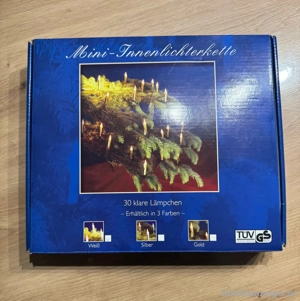 Mini-Innenlichterkette
30 klare Lämpchen
- Erhältlich in 3 Farben -
Weiß
Silber
Gold
TÜV
GS